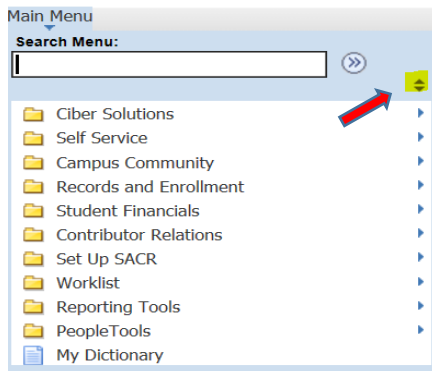 Main Menu
Search Menu:
Ciber Solutions
Self Service
Campus Community
Records and Enrollment
Student Financials
Contributor Relations
Set Up SACR
Worklist
Reporting Tools
PeopleTools
My Dictionary